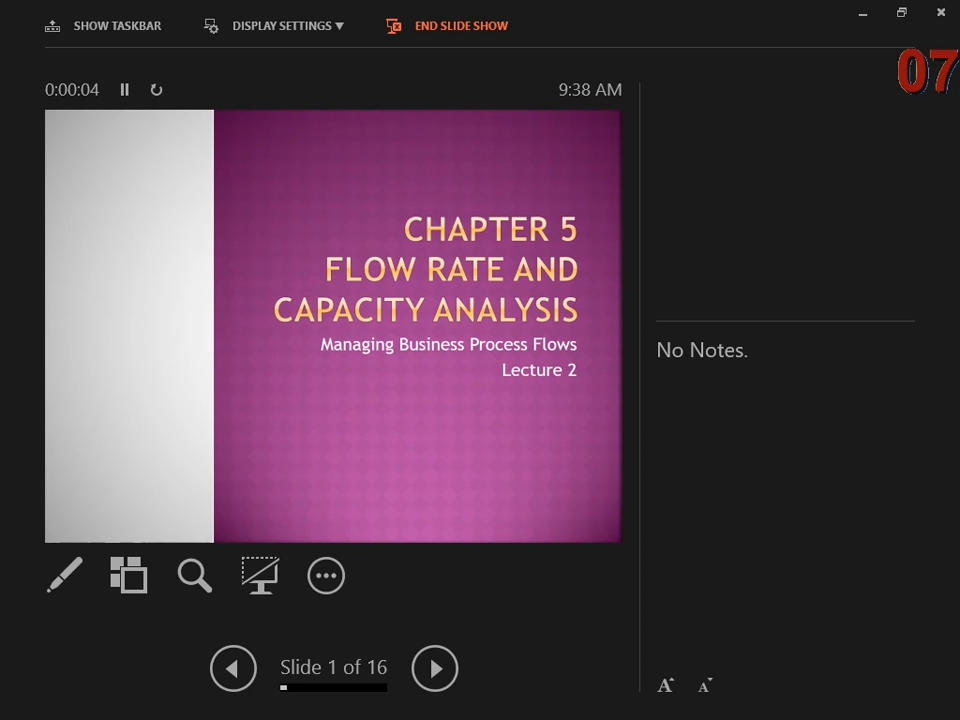 SHOW TASKBAR
DISPLAY SETTINGS ▼
END SLIDE SHOW
07
0:00:04
9:38 AM
CHAPTER 5
FLOW RATE AND
CAPACITY ANALYSIS
Managing Business Process Flows
Lecture 2
No Notes.
Slide 1 of 16
A A